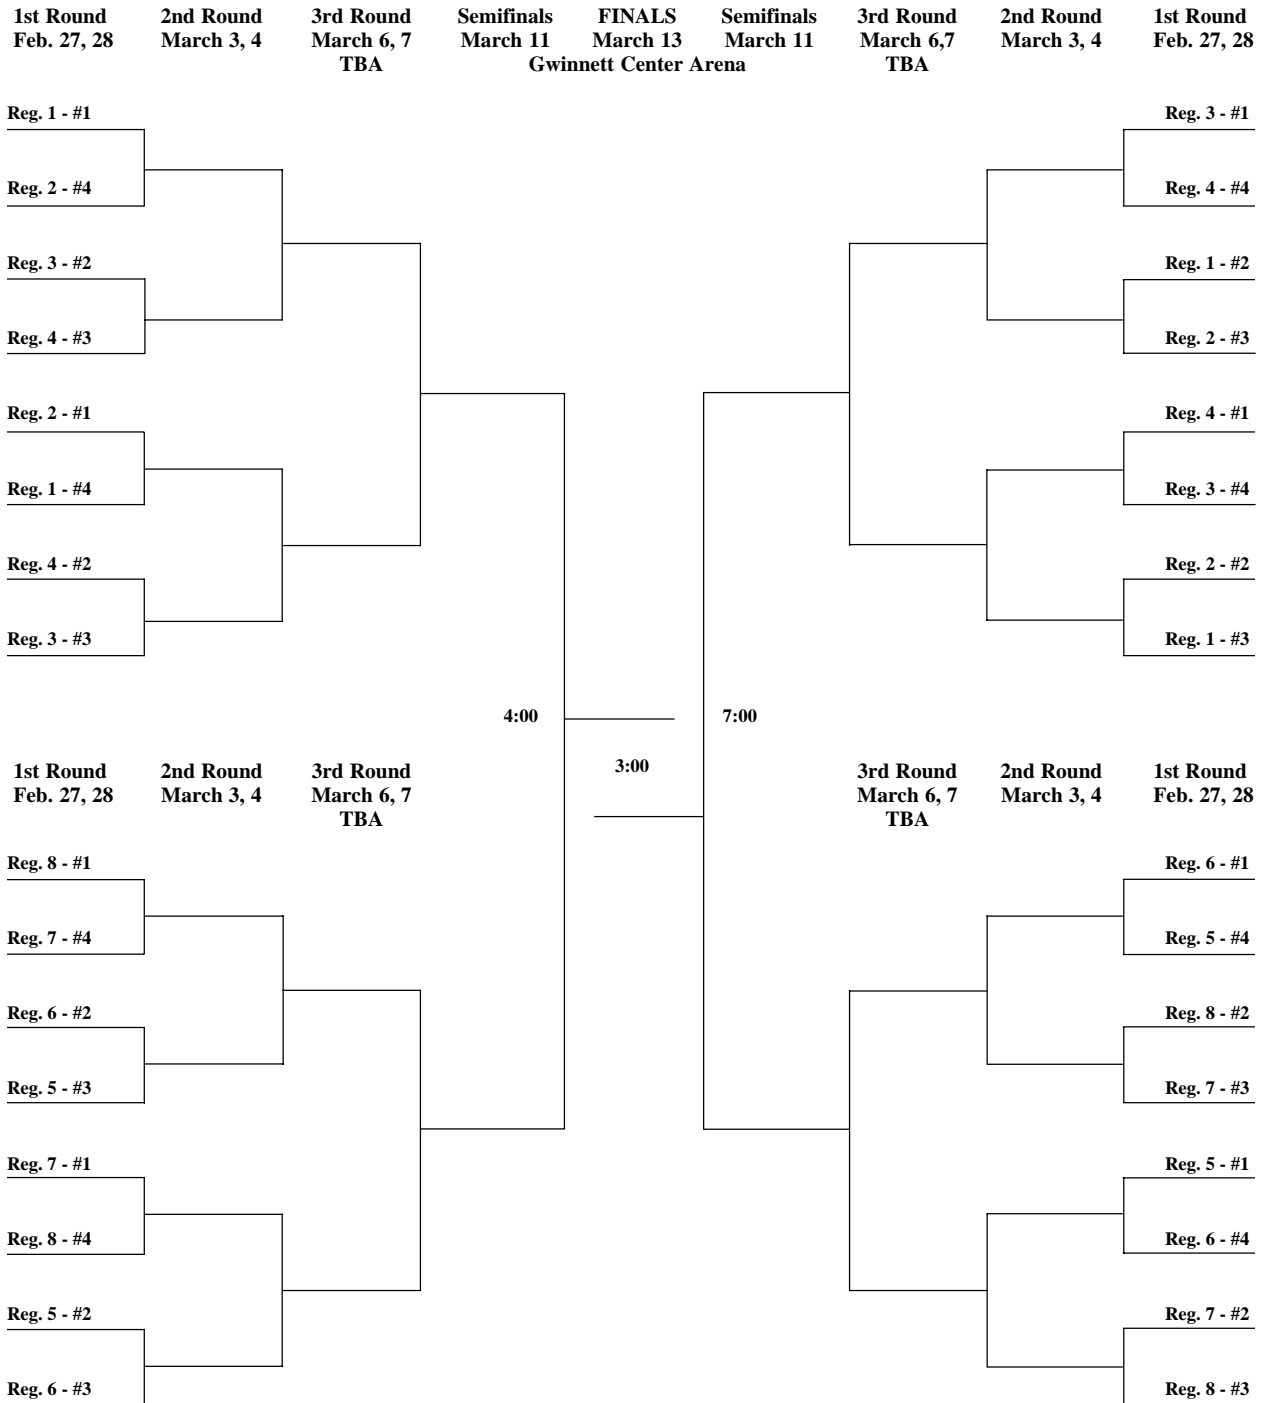 1st Round 2nd Round 3rd Round Semifinals FINALS Semifinals 3rd Round 2nd Round 1st Round
Feb. 27, 28 March 3, 4 March 6, 7 March 11 March 13 March 11 March 6,7 March 3, 4 Feb. 27, 28
TBA Gwinnett Center Arena TBA
Reg. 1 - #1 Reg. 3 - #1
Reg. 2 - #4 Reg. 4 - #4
Reg. 3 - #2 Reg. 1 - #2
Reg. 4 - #3 Reg. 2 - #3
Reg. 2 - #1 Reg. 4 - #1
Reg. 1 - #4 Reg. 3 - #4
Reg. 4 - #2 Reg. 2 - #2
Reg. 3 - #3 Reg. 1 - #3
4:00 7:00
3:00
1st Round 2nd Round 3rd Round 3rd Round 2nd Round 1st Round
Feb. 27, 28 March 3, 4 March 6, 7 March 6, 7 March 3, 4 Feb. 27, 28
TBA TBA
Reg. 8 - #1 Reg. 6 - #1
Reg. 7 - #4 Reg. 5 - #4
Reg. 6 - #2 Reg. 8 - #2
Reg. 5 - #3 Reg. 7 - #3
Reg. 7 - #1 Reg. 5 - #1
Reg. 8 - #4 Reg. 6 - #4
Reg. 5 - #2 Reg. 7 - #2
Reg. 6 - #3 Reg. 8 - #3